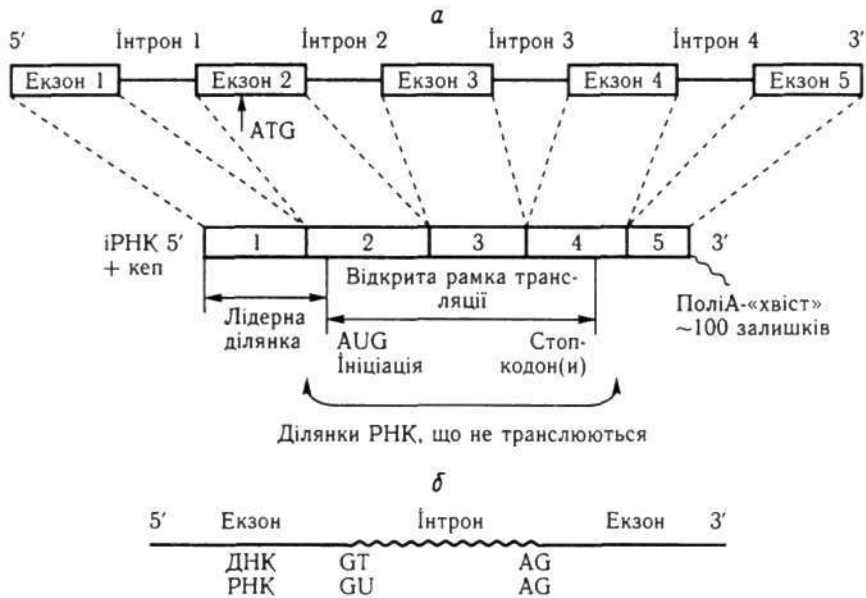 а
5′ Інтрон 1 Інтрон 2 Інтрон 3 Інтрон 4 3′
Екзон 1 Екзон 2 Екзон 3 Екзон 4 Екзон 5
ATG
іРНК 5′ 1 2 3 4 5 3′
+ кеп
Відкрита рамка транс-
ляції
Лідерна
ділянка
AUG
Ініціація
Стоп-
кодон(и)
ПоліА-«хвіст»
~100 залишків
Ділянки РНК, що не транслюються
б
5′ Екзон Інтрон Екзон 3′
ДНК GT AG
РНК GU AG